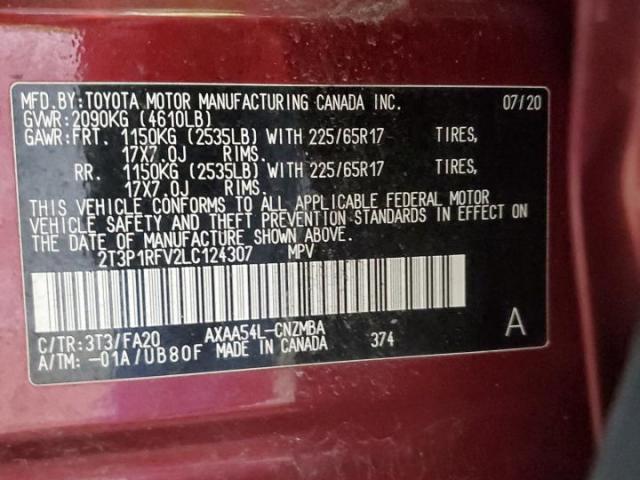 MFD.BY:TOYOTA MOTOR MANUFACTURING CANADA INC. 07/20
GVWR:2090KG (4610LB)
GAWR:FRT. 1150KG (2535LB) WITH 225/65R17 TIRES,
17X7.0J RIMS.
RR. 1150KG (2535LB) WITH 225/65R17 TIRES,
17X7.0J RIMS.
THIS VEHICLE CONFORMS TO ALL APPLICABLE FEDERAL MOTOR
VEHICLE SAFETY AND THEFT PREVENTION STANDARDS IN EFFECT ON
THE DATE OF MANUFACTURE SHOWN ABOVE.
2T3P1RFV2LC124307 MPV
C/TR:3T3/FA20 AXAA54L-CNZMBA 374 A
A/TM: -01A/UB80F MADE IN CANADA